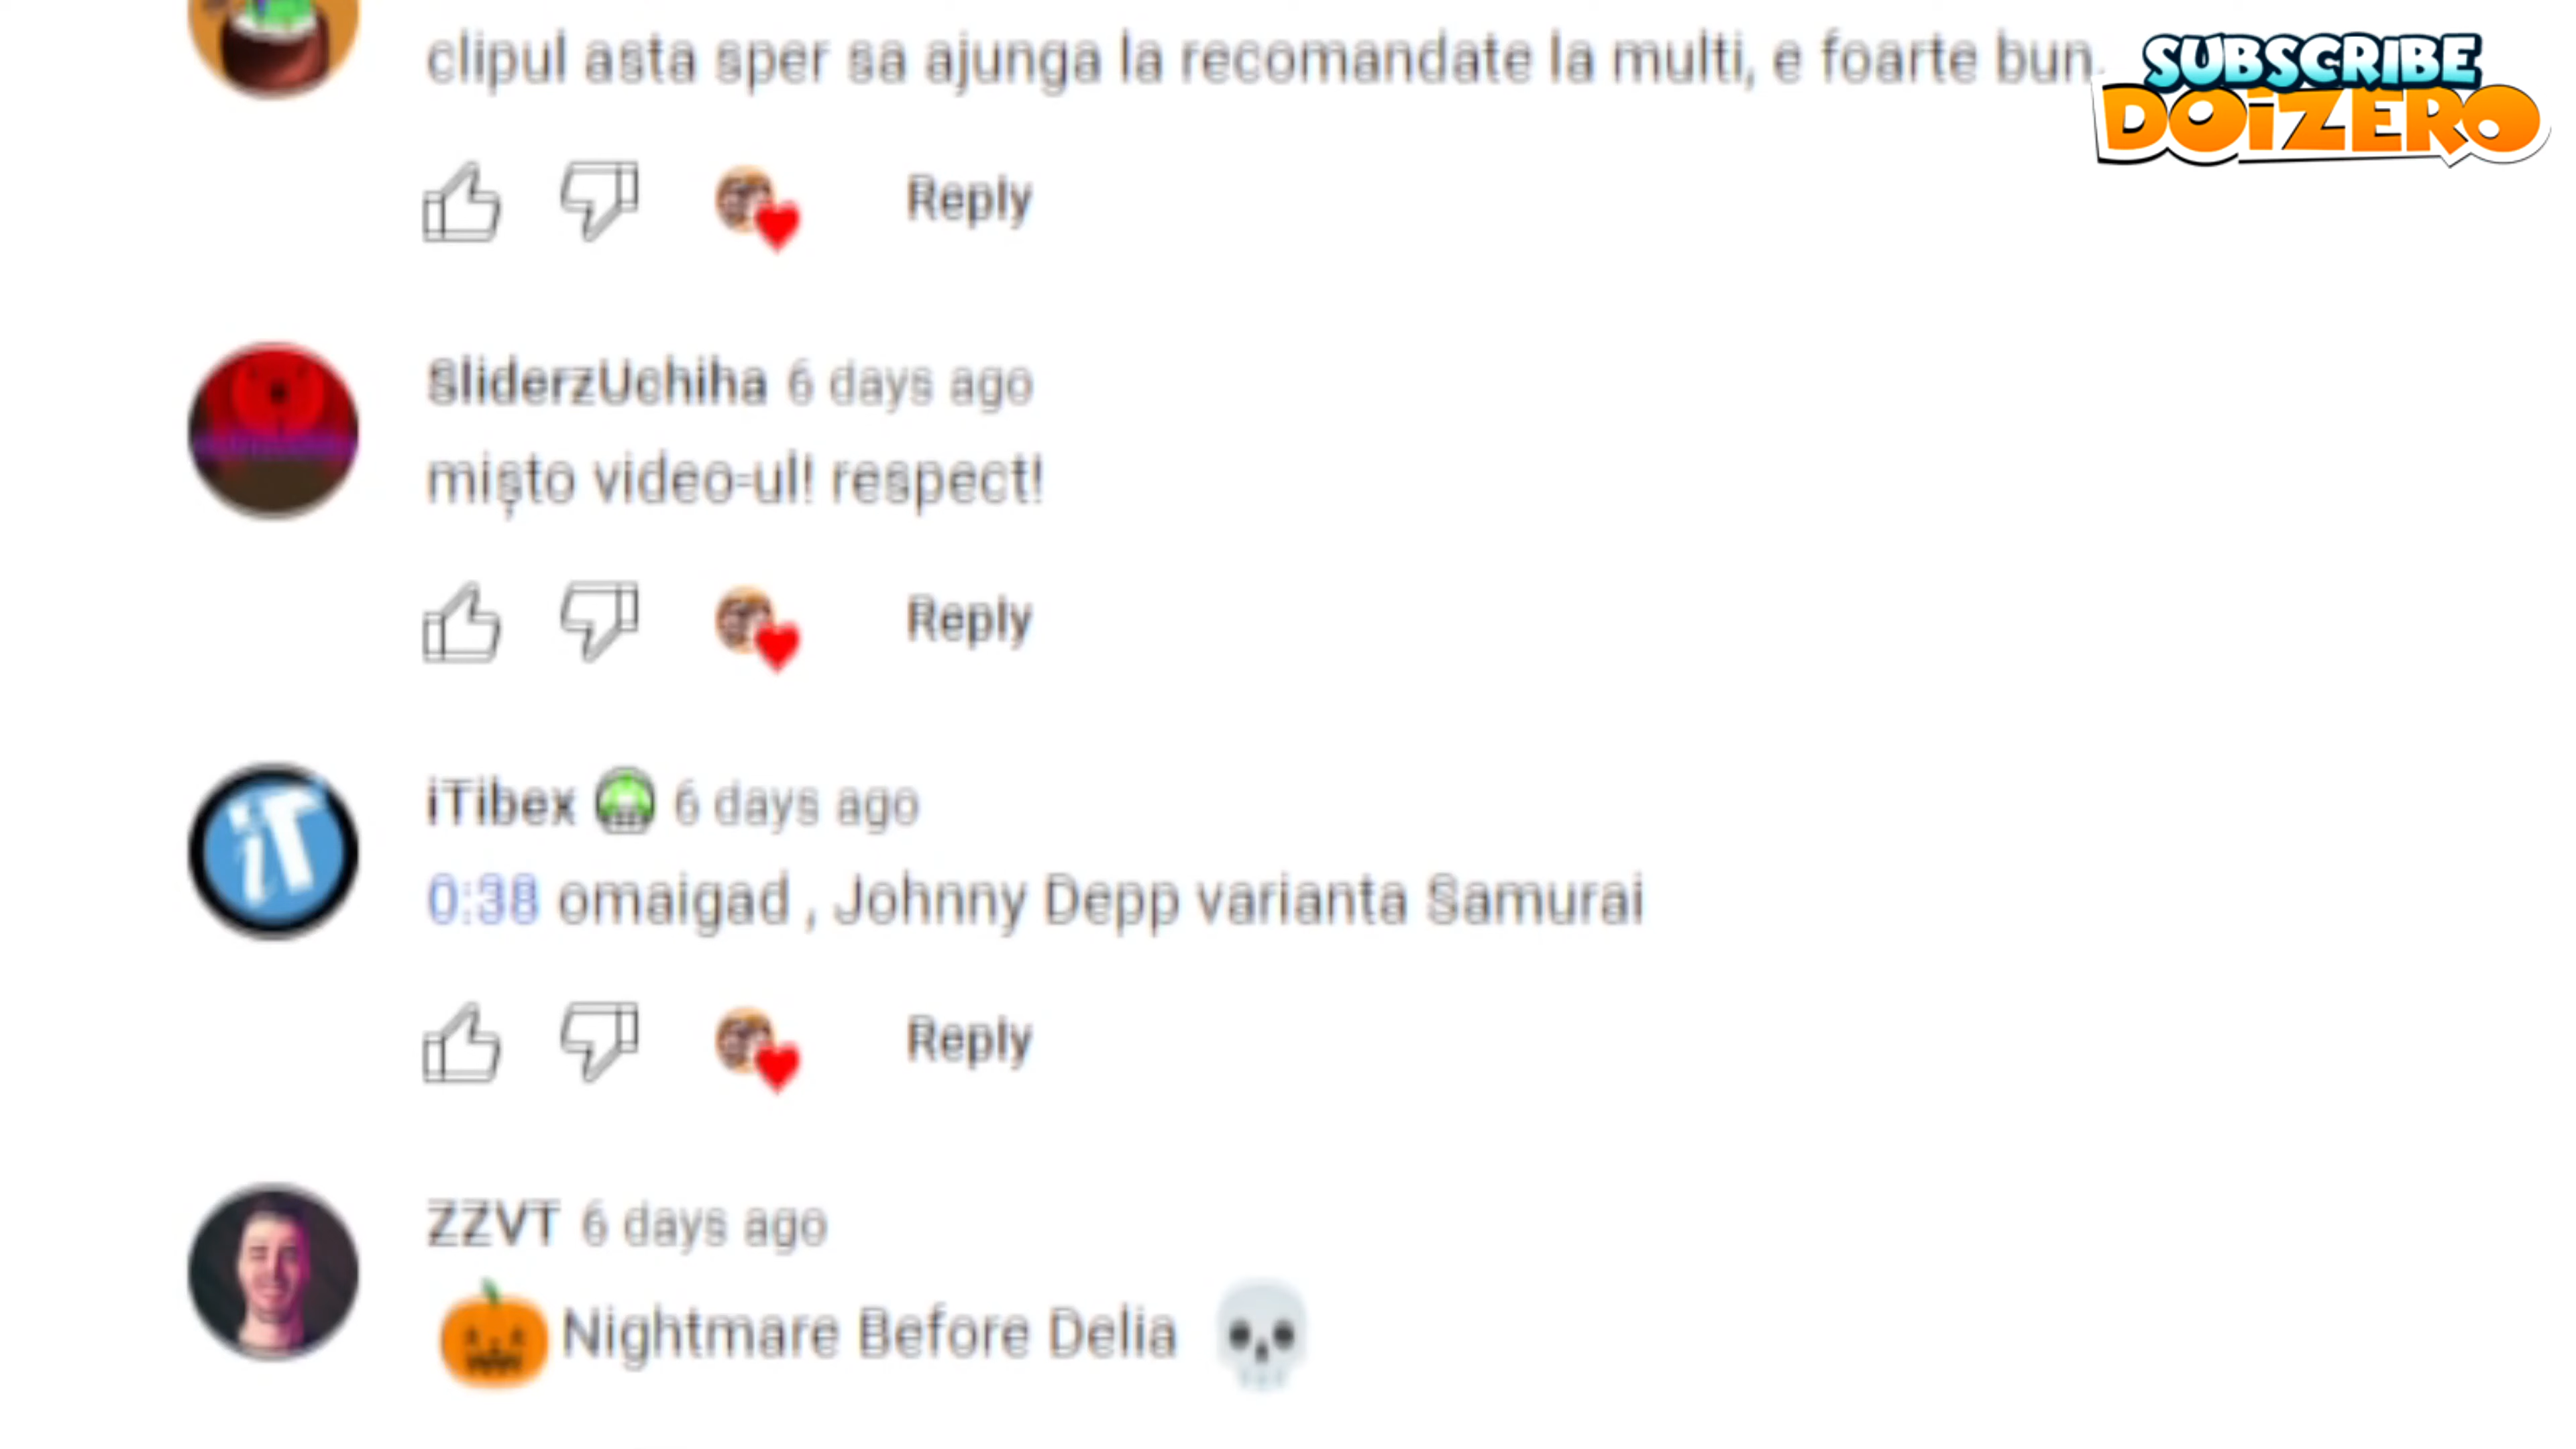 clipul asta sper sa ajunga la recomandate la multi, e foarte bun.
SUBSCRIBE
DOiZERO
Reply
SliderzUchiha 6 days ago
mișto video-ul! respect!
Reply
iT
iTibex 6 days ago
0:38 omaigad , Johnny Depp varianta Samurai
Reply
ZZVT 6 days ago
🎃 Nightmare Before Delia 💀